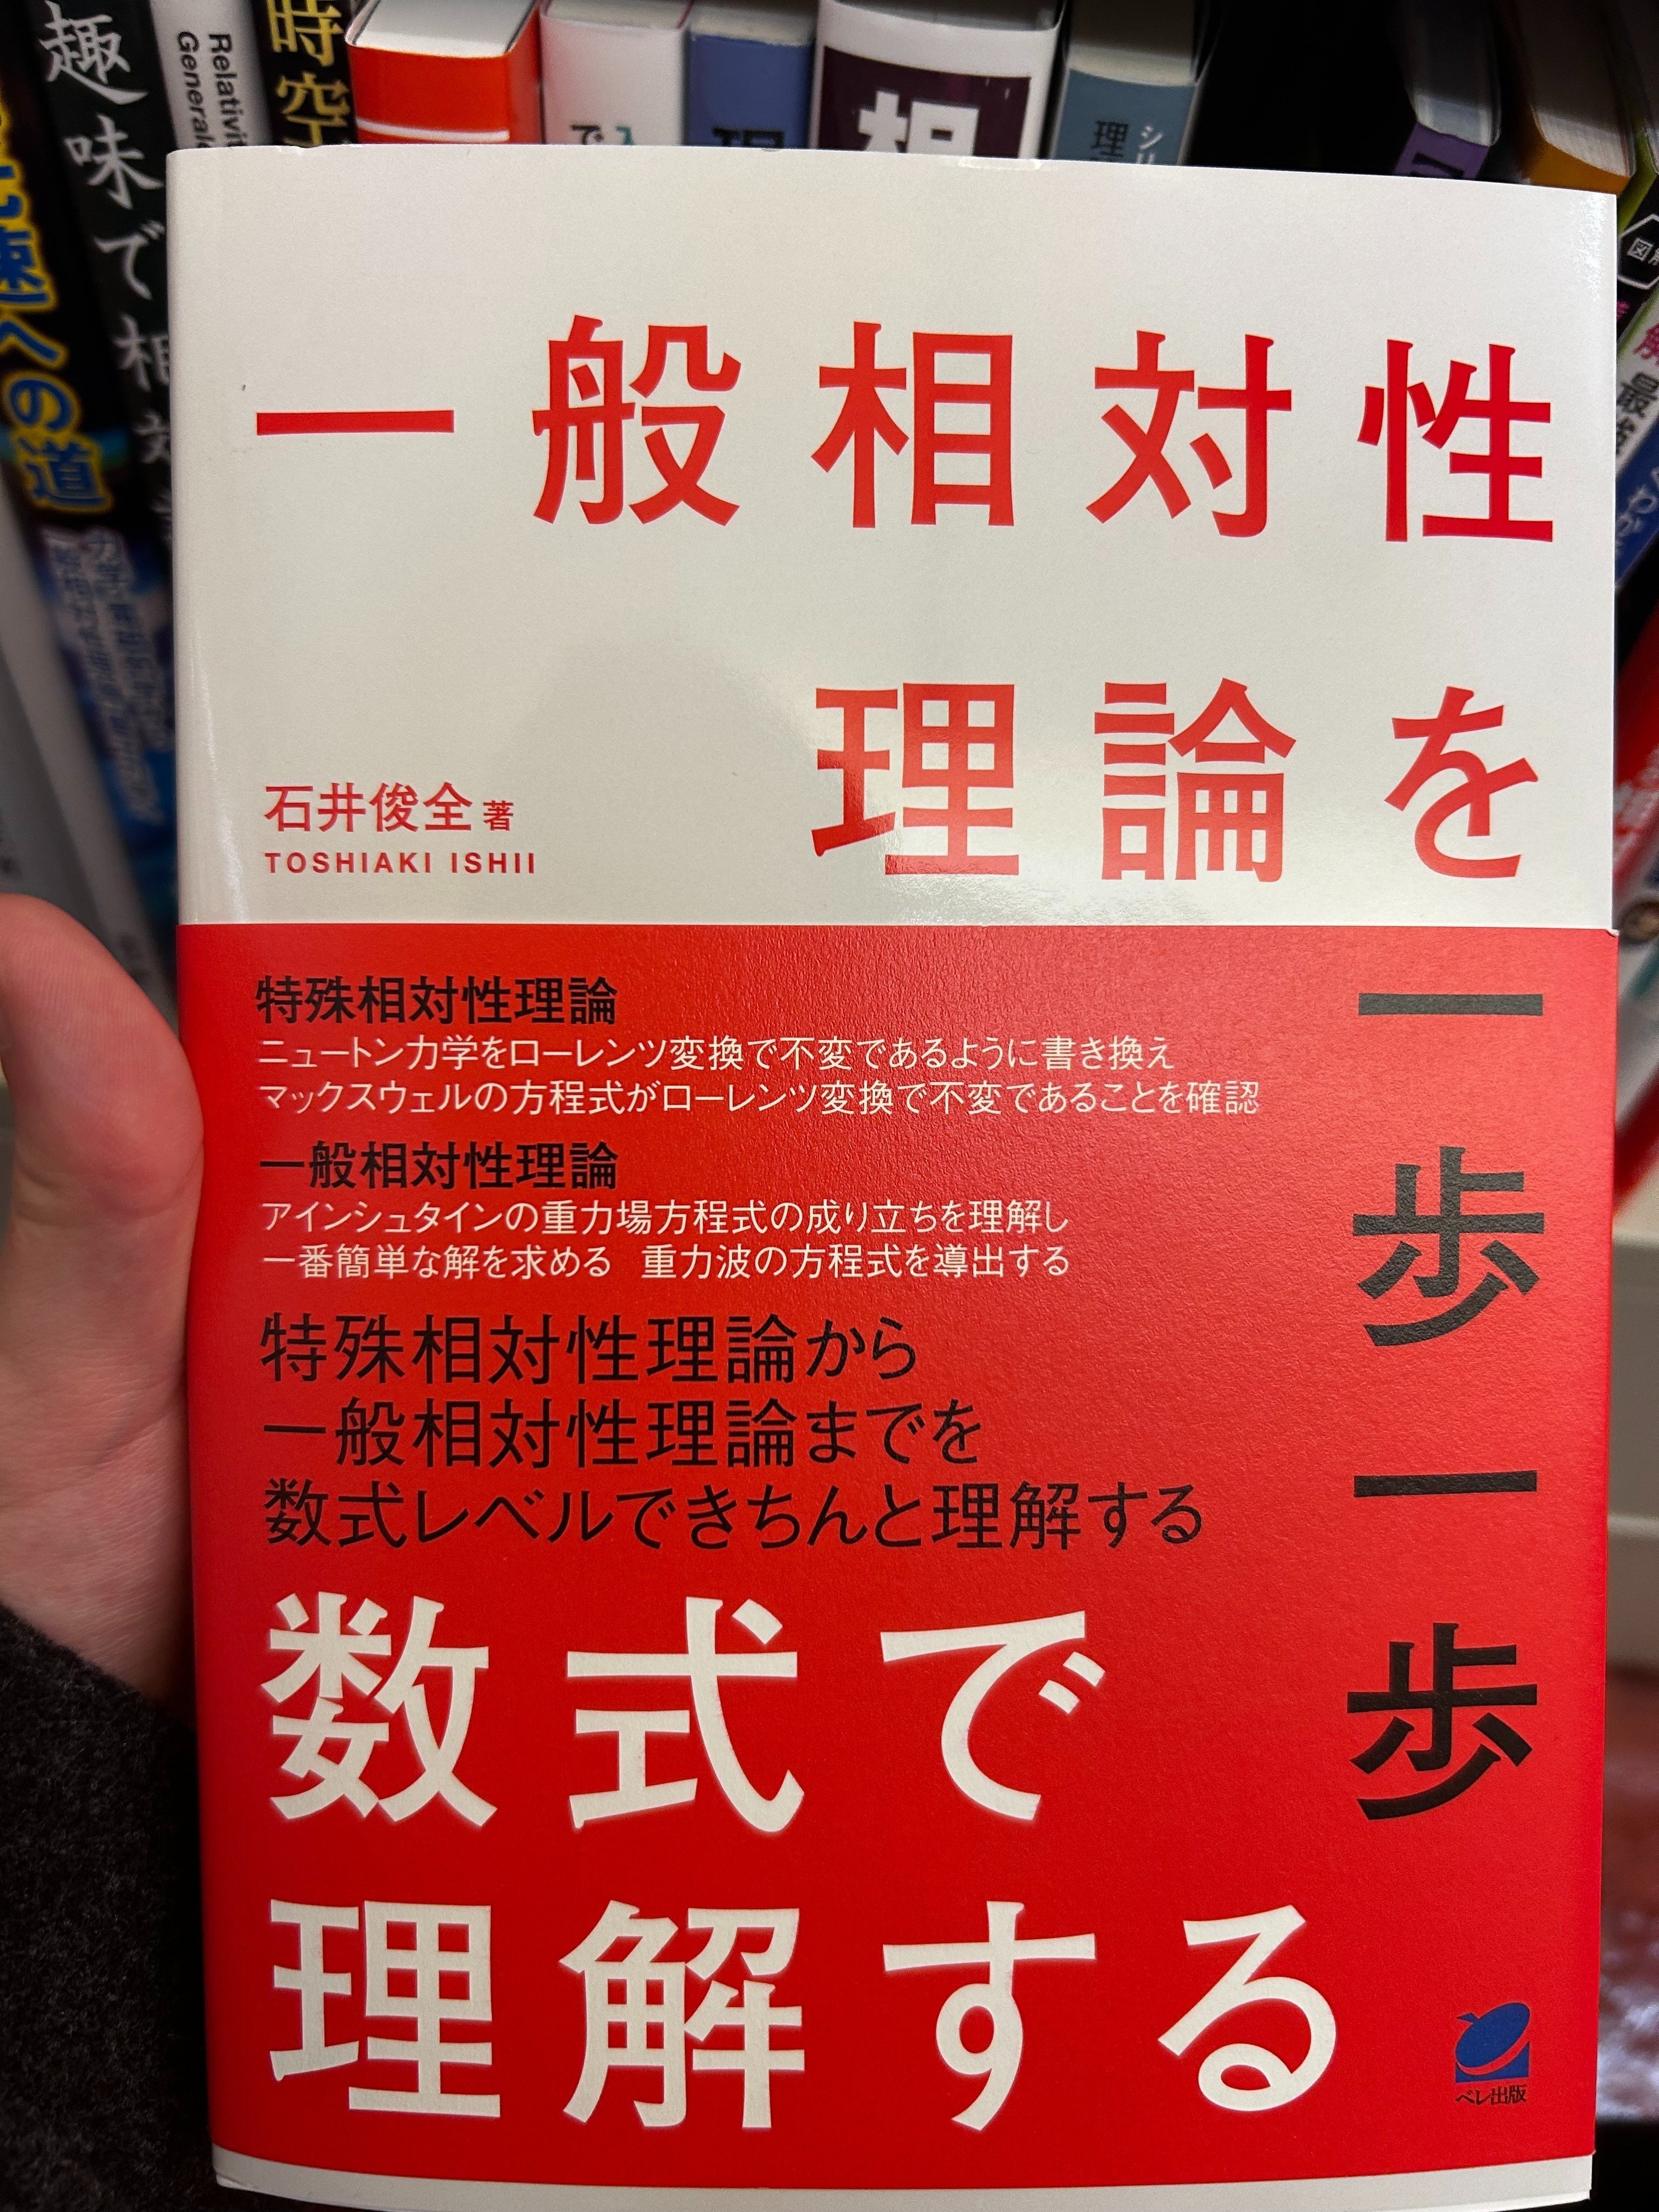 趣味で相対
Relativit
General
時空
速への道
一般相対性
理論を
石井俊全 著
TOSHIAKI ISHII
一歩一歩
特殊相対性理論
ニュートン力学をローレンツ変換で不変であるように書き換え
マックスウェルの方程式がローレンツ変換で不変であることを確認
一般相対性理論
アインシュタインの重力場方程式の成り立ちを理解し
一番簡単な解を求める 重力波の方程式を導出する
特殊相対性理論から
一般相対性理論までを
数式レベルできちんと理解する
数式で
理解する
ベレ出版